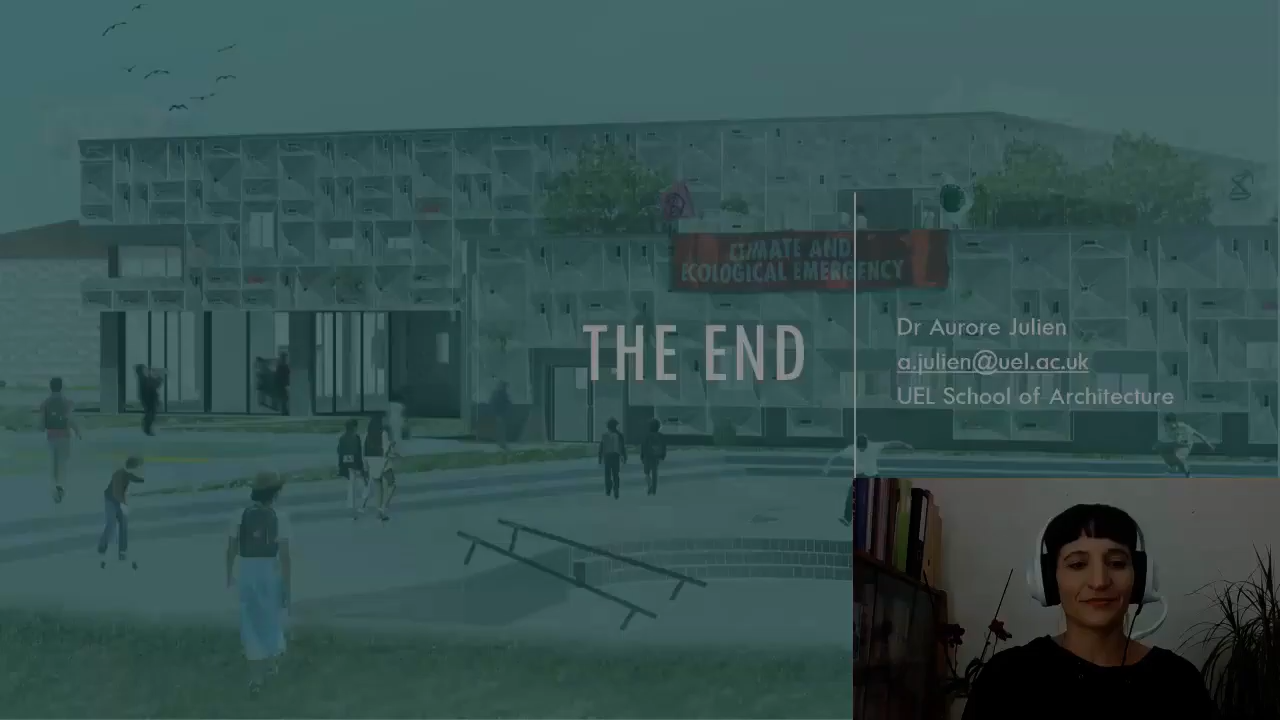 CLIMATE AND
ECOLOGICAL EMERGENCY
THE END
Dr Aurore Julien
a.julien@uel.ac.uk
UEL School of Architecture